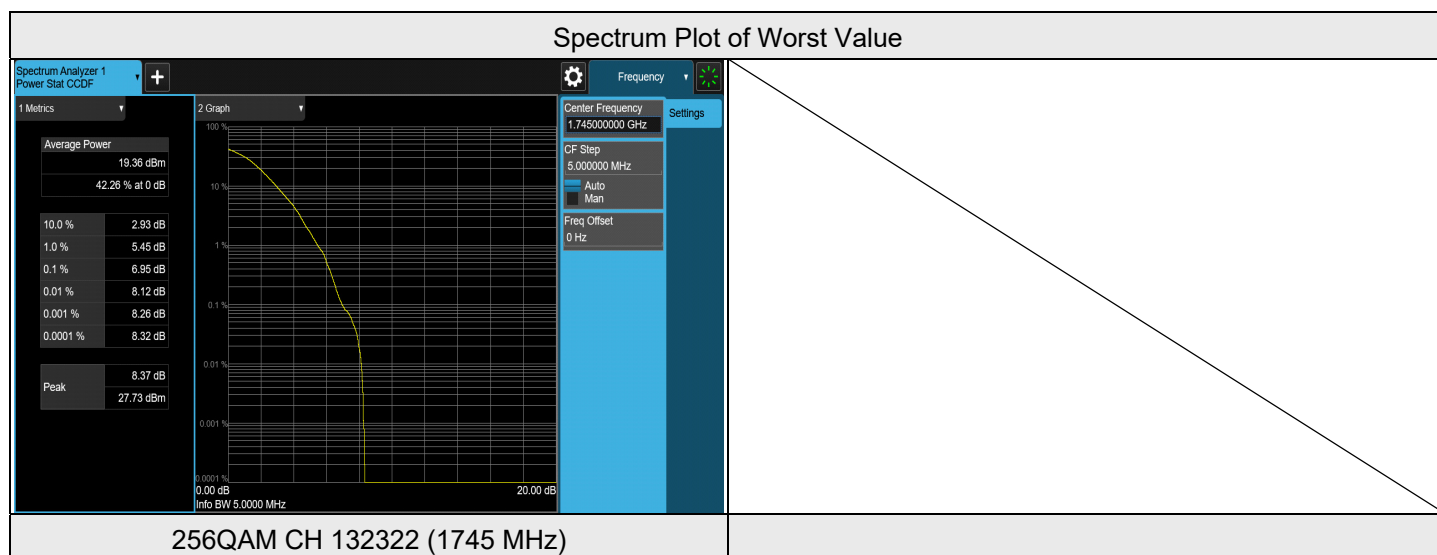 Spectrum Plot of Worst Value
Spectrum Analyzer 1
Power Stat CCDF
+
Frequency
1 Metrics
2 Graph
Settings
Average Power
19.36 dBm
42.26 % at 0 dB
10.0 % 2.93 dB
1.0 % 5.45 dB
0.1 % 6.95 dB
0.01 % 8.12 dB
0.001 % 8.26 dB
0.0001 % 8.32 dB
Peak
8.37 dB
27.73 dBm
100 %
10 %
1 %
0.1 %
0.01 %
0.001 %
0.0001 %
0.00 dB 20.00 dB
Info BW 5.0000 MHz
Center Frequency
1.745000000 GHz
CF Step
5.000000 MHz
Auto
Man
Freq Offset
0 Hz
256QAM CH 132322 (1745 MHz)